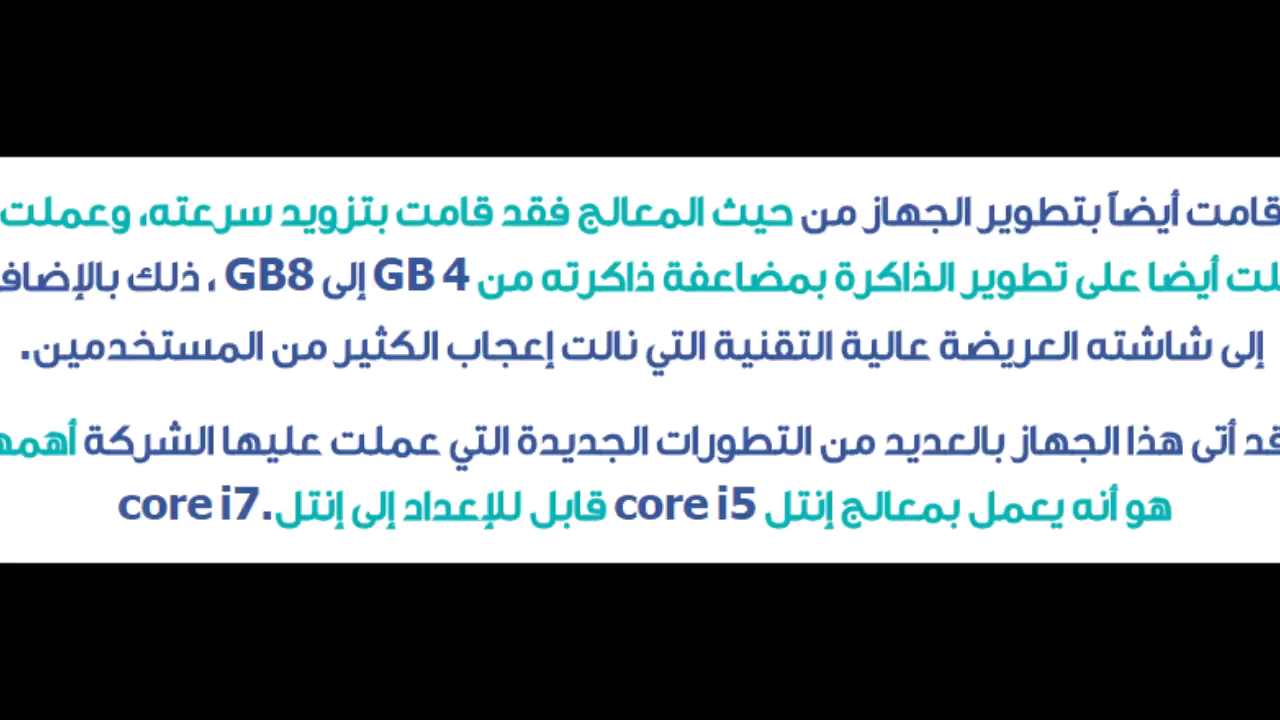 قامت أيضاً بتطوير الجهاز من حيث المعالج فقد قامت بتزويد سرعته، وعملت
لت أيضا على تطوير الذاكرة بمضاعفة ذاكرته من 4 GB إلى GB8 ، ذلك بالإضاف
إلى شاشته العريضة عالية التقنية التي نالت إعجاب الكثير من المستخدمين.
قد أتى هذا الجهاز بالعديد من التطورات الجديدة التي عملت عليها الشركة أهمه
هو أنه يعمل بمعالج إنتل core i5 قابل للإعداد إلى إنتل.core i7